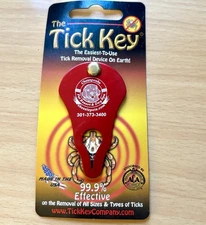 The
Tick Key®
The Easiest-To-Use
Tick Removal Device On Earth!
301-373-3400
MADE IN THE
USA
99.9%
Effective
on the Removal of All Sizes & Types of Ticks
www.TickKeyCompany.com